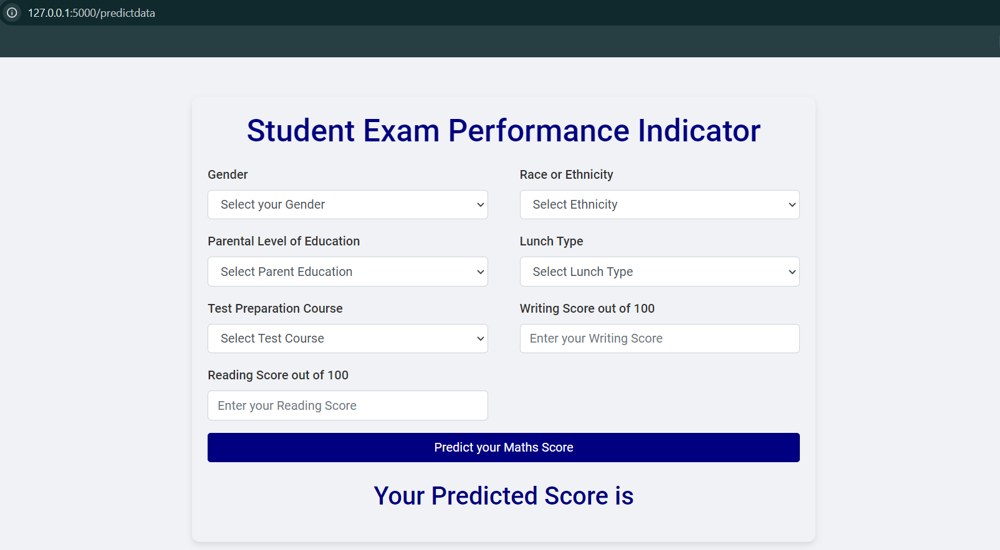 127.0.0.1:5000/predictdata
Student Exam Performance Indicator
Gender
Race or Ethnicity
Select your Gender
Select Ethnicity
Parental Level of Education
Lunch Type
Select Parent Education
Select Lunch Type
Test Preparation Course
Writing Score out of 100
Select Test Course
Enter your Writing Score
Reading Score out of 100
Enter your Reading Score
Predict your Maths Score
Your Predicted Score is